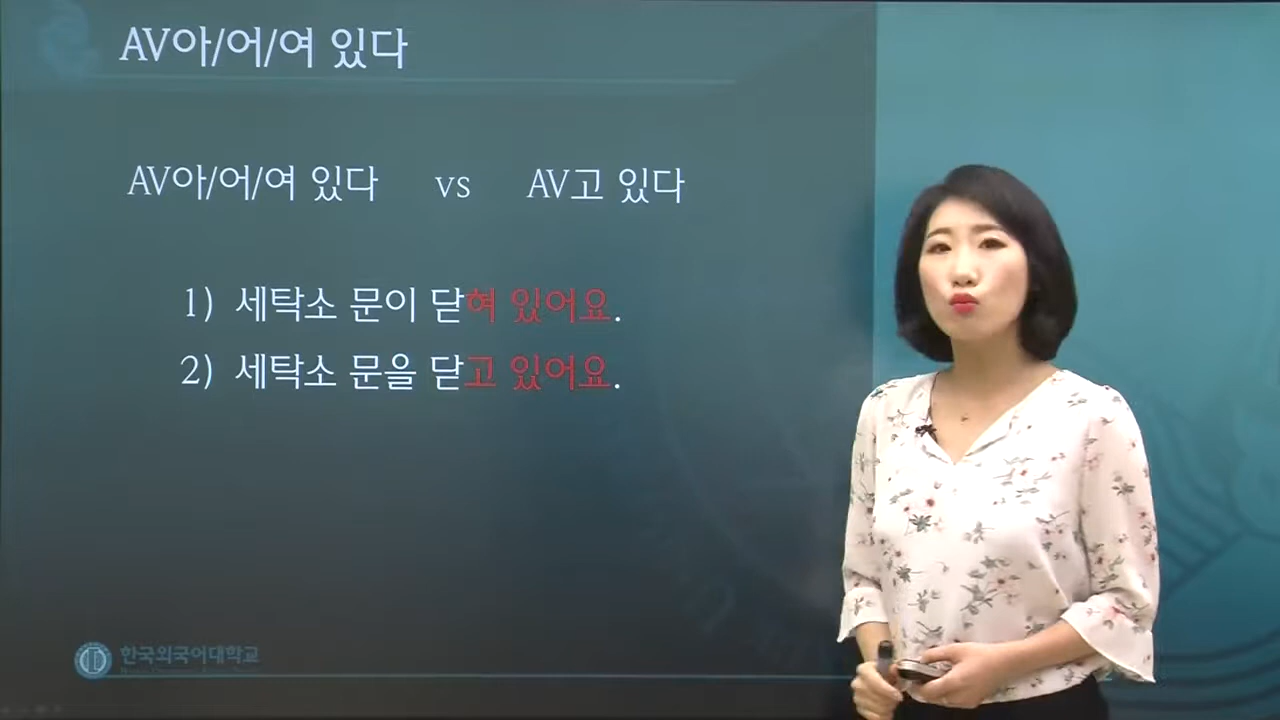 AV아/어/여 있다
AV아/어/여 있다 vs AV고 있다
1) 세탁소 문이 닫혀 있어요.
2) 세탁소 문을 닫고 있어요.
한국외국어대학교